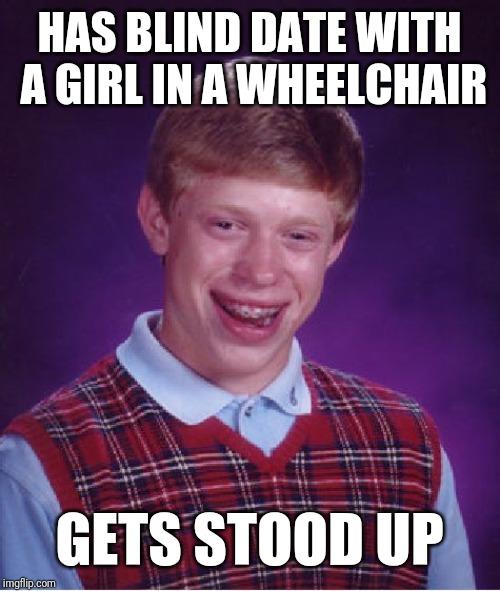 HAS BLIND DATE WITH
A GIRL IN A WHEELCHAIR
GETS STOOD UP
imgflip.com